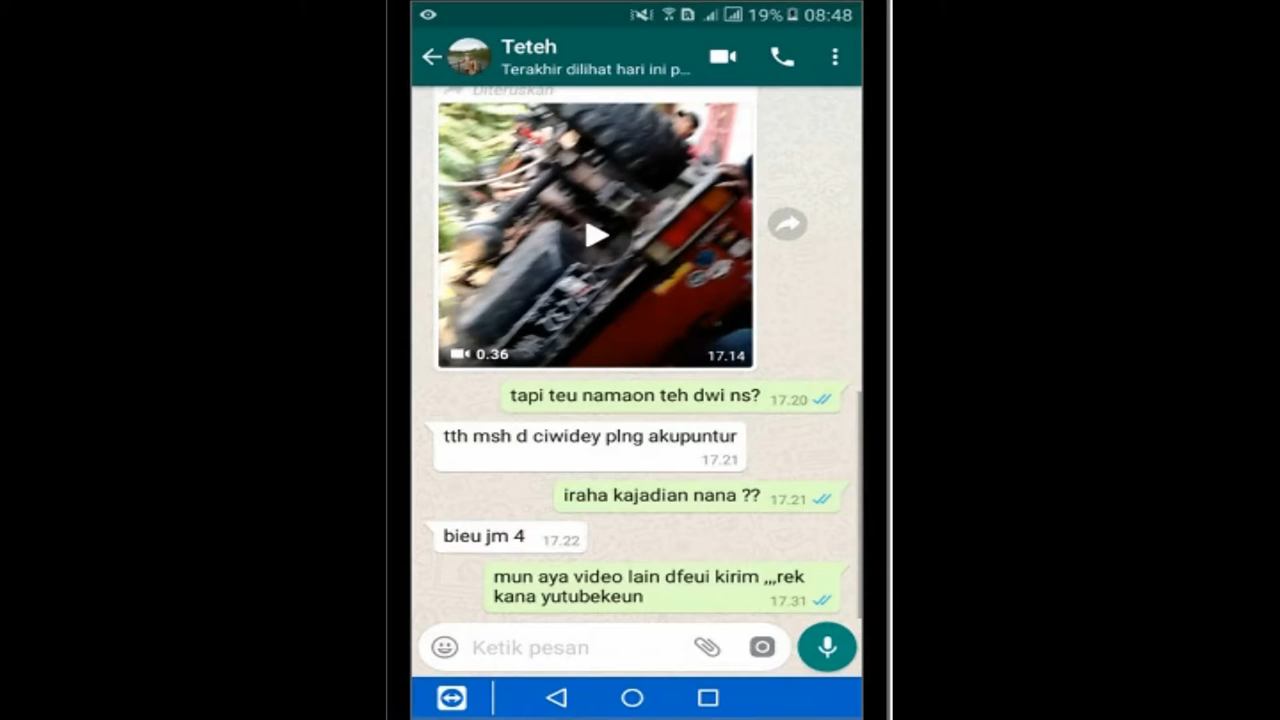 19% 08:48
Teteh
Terakhir dilihat hari ini p...
Diteruskan
0.36
17.14
tapi teu namaon teh dwi ns? 17.20
tth msh d ciwidey plng akupuntur
17.21
iraha kajadian nana ?? 17.21
bieu jm 4 17.22
mun aya video lain dfeui kirim ,,,rek
kana yutubekeun 17.31
Ketik pesan